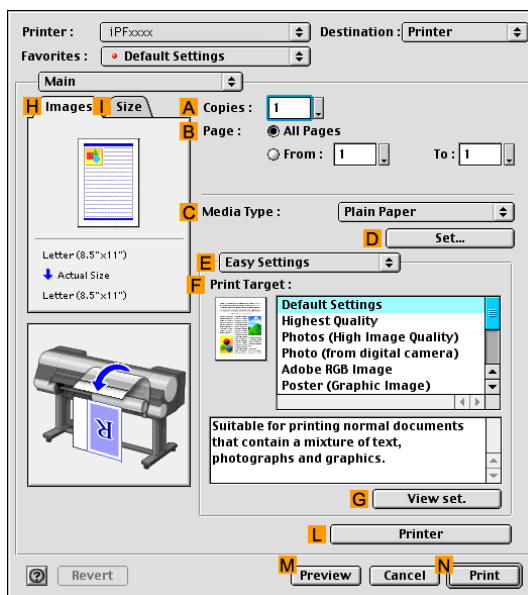 Printer : iPFxxxx Destination : Printer
Favorites : Default Settings
Main
H Images I Size
A Copies : 1
B Page : All Pages
From : 1 To : 1
C Media Type : Plain Paper
D Set...
Letter (8.5"x11")
Actual Size
Letter (8.5"x11")
E Easy Settings
F Print Target :
Default Settings
Highest Quality
Photos (High Image Quality)
Photo (from digital camera)
Adobe RGB Image
Poster (Graphic Image)
R
Suitable for printing normal documents
that contain a mixture of text,
photographs and graphics.
G View set.
L Printer
? Revert M Preview Cancel N Print